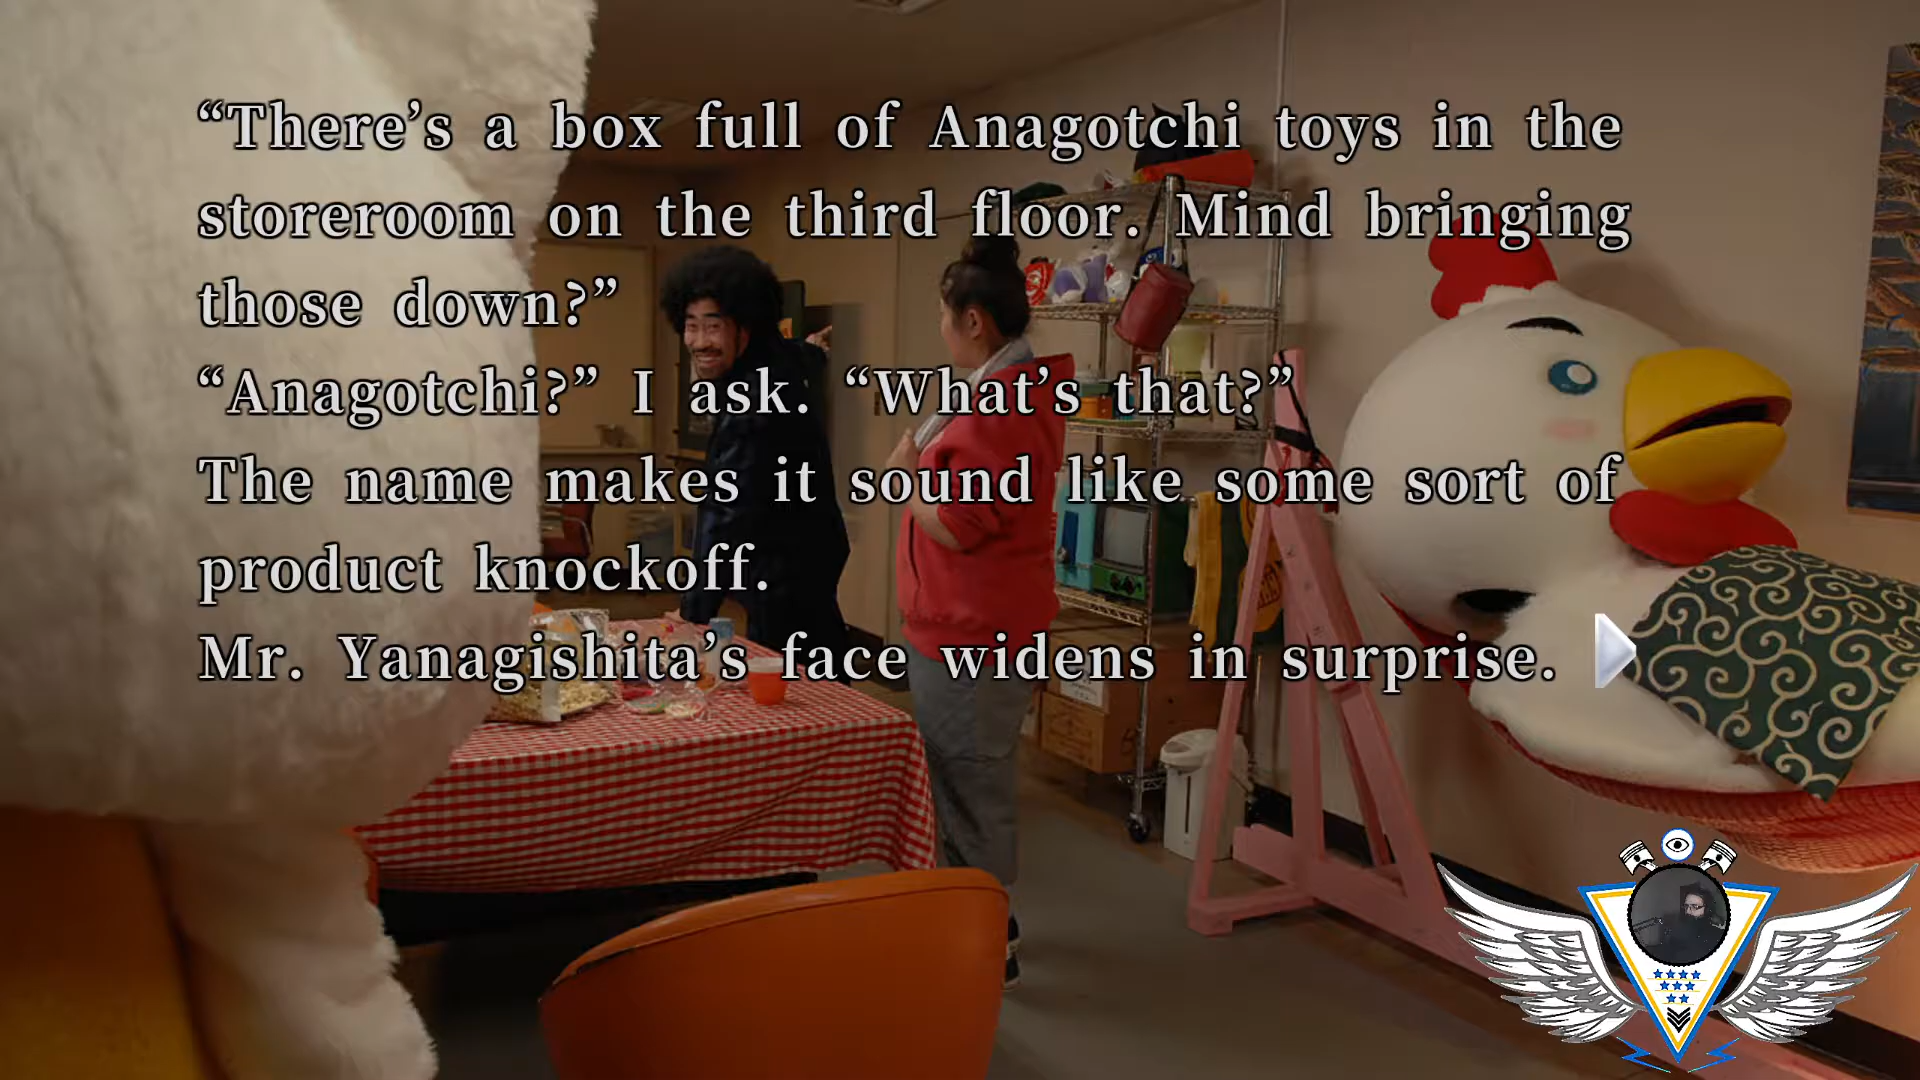 “There’s a box full of Anagotchi toys in the
storeroom on the third floor. Mind bringing
those down?”
“Anagotchi?” I ask. “What’s that?”
The name makes it sound like some sort of
product knockoff.
Mr. Yanagishita’s face widens in surprise.